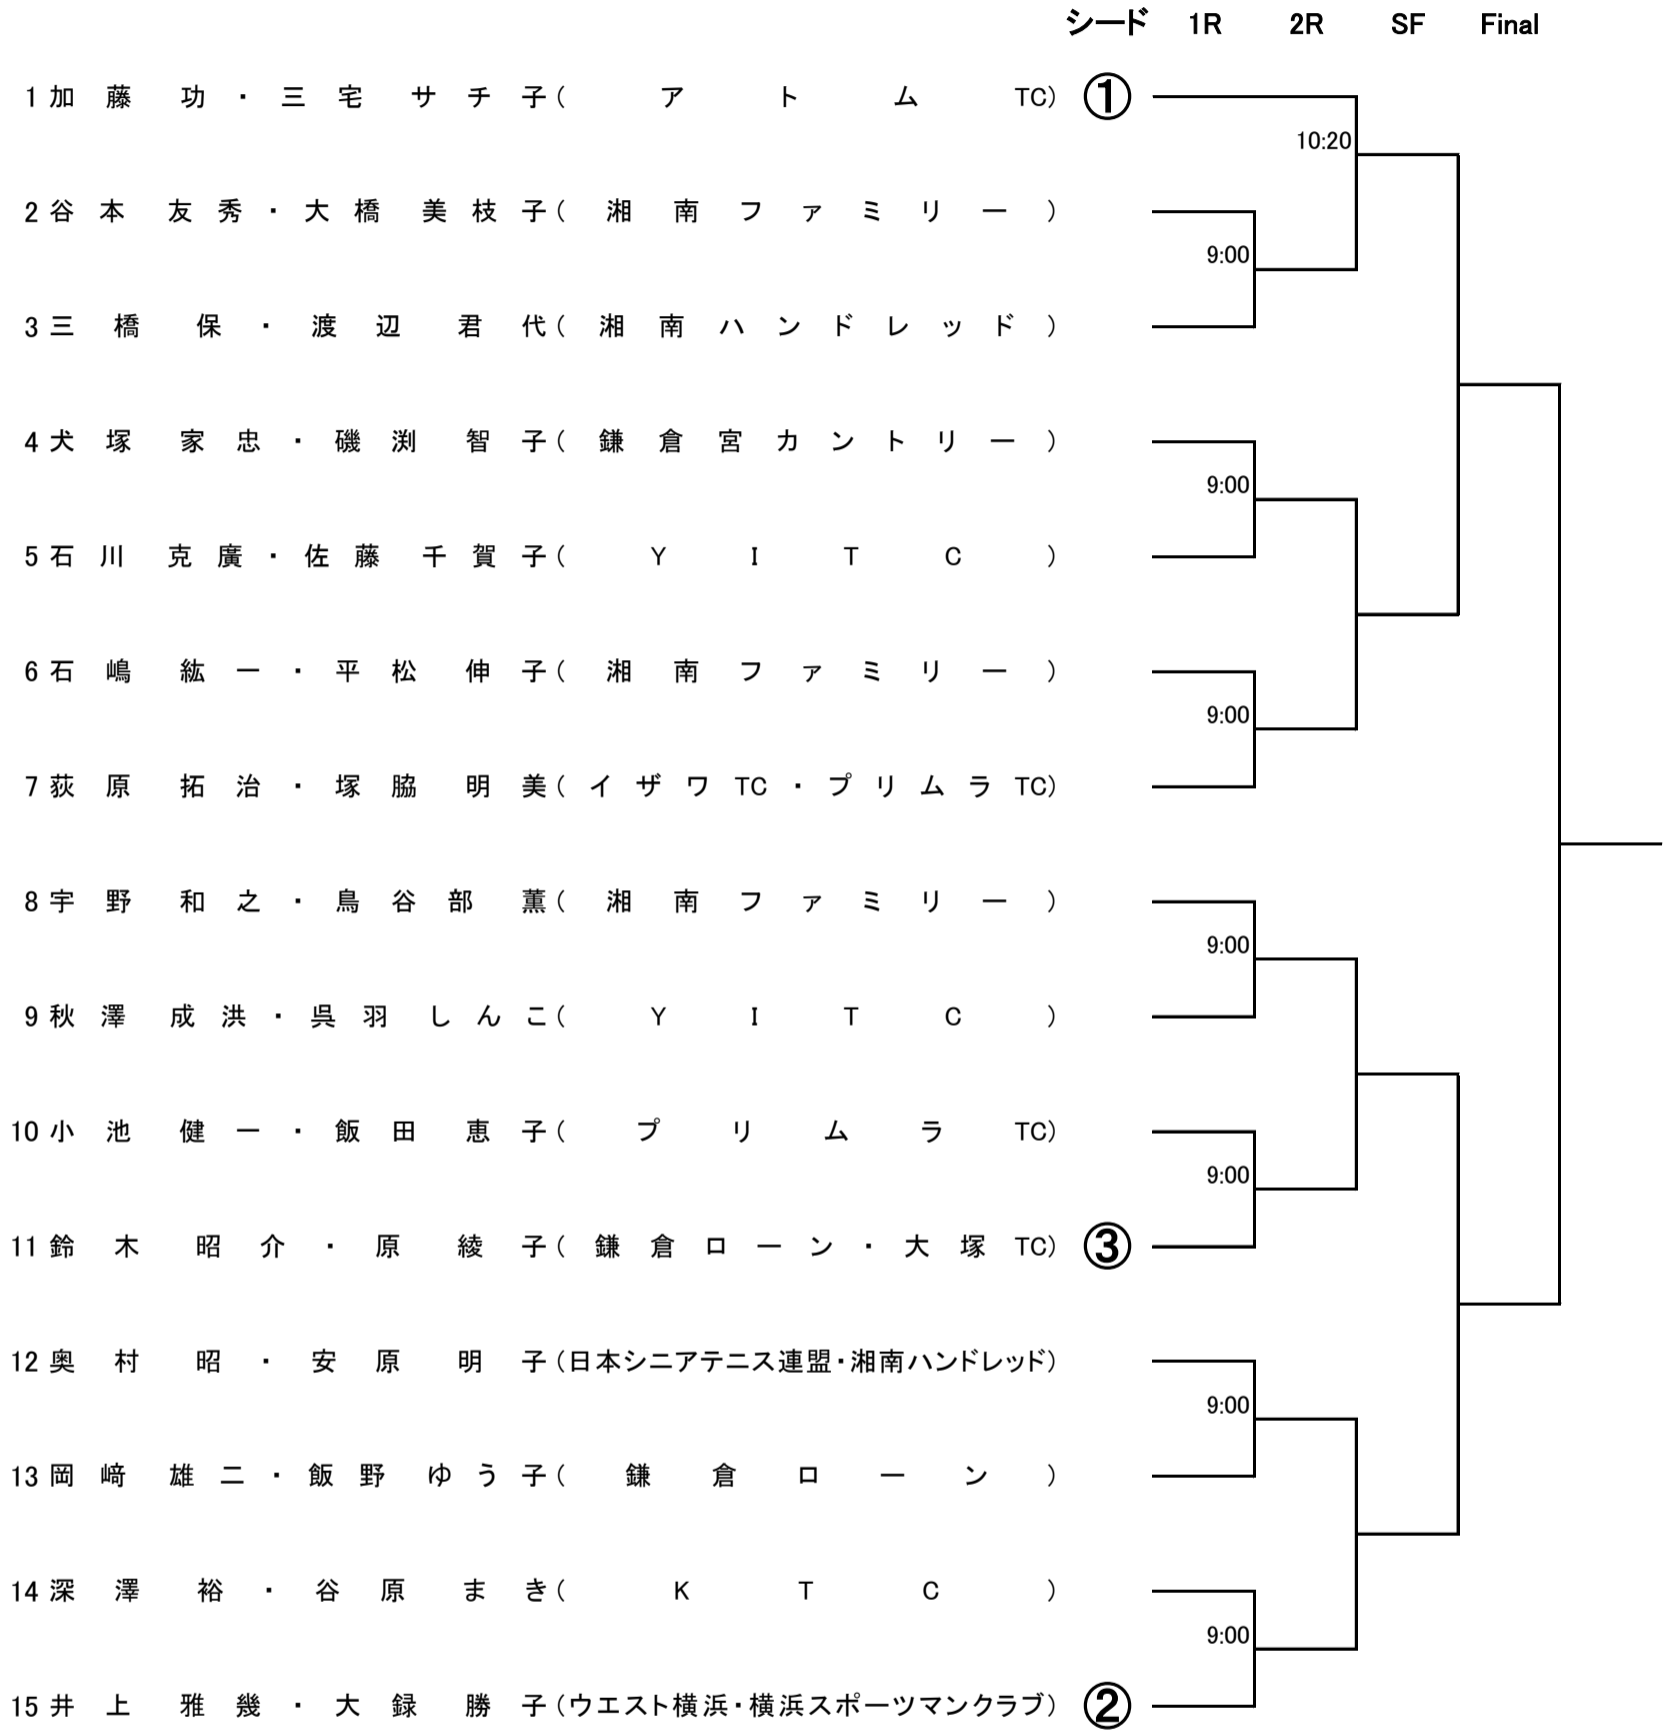 シード 1R 2R SF Final
1 加藤 功・三宅 サチ子 ( アトム TC) ①
10:20
2 谷本 友秀・大橋 美枝子 ( 湘南ファミリー )
9:00
3 三橋 保・渡辺 君代 ( 湘南ハンドレッド )
4 犬塚 家忠・磯渕 智子 ( 鎌倉宮カントリー )
9:00
5 石川 克廣・佐藤 千賀子 ( YITC )
6 石嶋 紘一・平松 伸子 ( 湘南ファミリー )
9:00
7 荻原 拓治・塚脇 明美 ( イザワTC・プリムラTC)
8 宇野 和之・鳥谷部 薫 ( 湘南ファミリー )
9:00
9 秋澤 成洪・呉羽 しんこ ( YITC )
10 小池 健一・飯田 恵子 ( プリムラ TC)
9:00
11 鈴木 昭介・原 綾子 ( 鎌倉ローン・大塚TC) ③
12 奥村 昭・安原 明子 (日本シニアテニス連盟・湘南ハンドレッド)
9:00
13 岡﨑 雄二・飯野 ゆう子 ( 鎌倉ローン )
14 深澤 裕・谷原 まき ( KTC )
9:00
15 井上 雅幾・大録 勝子 (ウエスト横浜・横浜スポーツマンクラブ) ②